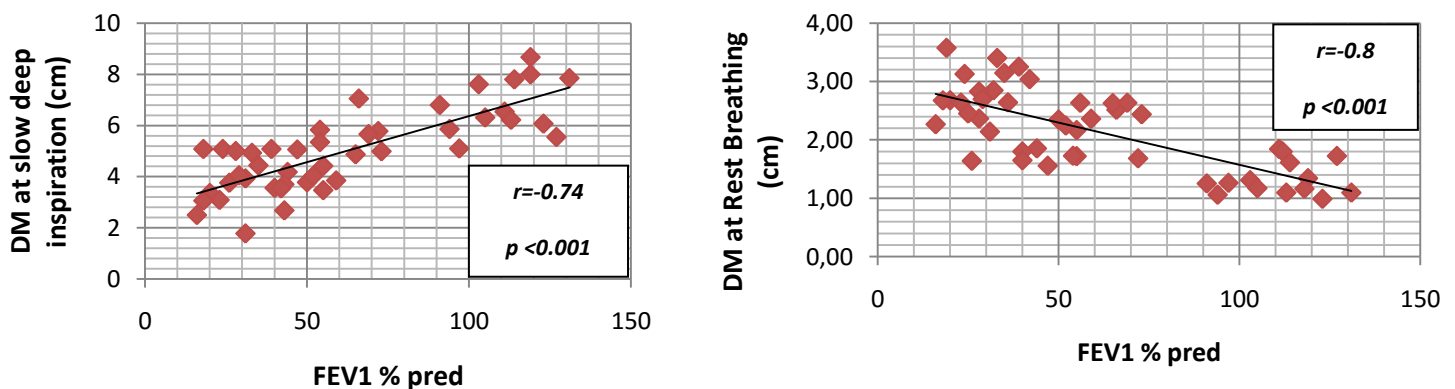 DM at slow deep
inspiration (cm)
10
8
6
4
2
0
0
50
100
150
FEV1 % pred
r=-0.74
p <0.001
DM at Rest Breathing
(cm)
4,00
3,00
2,00
1,00
0,00
0
50
100
150
FEV1 % pred
r=-0.8
p <0.001